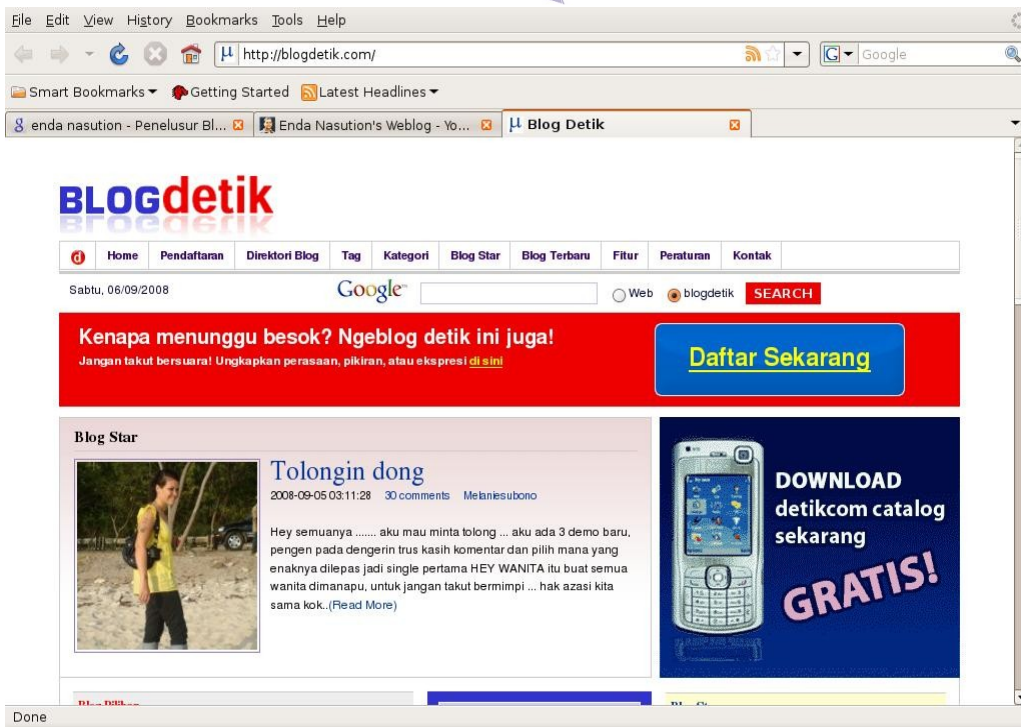 File Edit View History Bookmarks Tools Help
http://blogdetik.com/ G Google
Smart Bookmarks Getting Started Latest Headlines
enda nasution - Penelusur Bl... Enda Nasution's Weblog - Yo... µ Blog Detik
BLOGdetik
d Home Pendaftaran Direktori Blog Tag Kategori Blog Star Blog Terbaru Fitur Peraturan Kontak
Sabtu, 06/09/2008 Google Web blogdetik SEARCH
Kenapa menunggu besok? Ngeblog detik ini juga!
Jangan takut bersuara! Ungkapkan perasaan, pikiran, atau ekspresi di sini
Daftar Sekarang
Blog Star
Tolongin dong
2008-09-05 03:11:28 30 comments Melaniesubono
Hey semuanya ....... aku mau minta tolong ... aku ada 3 demo baru,
pengen pada dengerin trus kasih komentar dan pilih mana yang
enaknya dilepas jadi single pertama HEY WANITA itu buat semua
wanita dimanapu, untuk jangan takut bermimpi ... hak azasi kita
sama kok..(Read More)
DOWNLOAD
detikcom catalog
sekarang
GRATIS!
Done